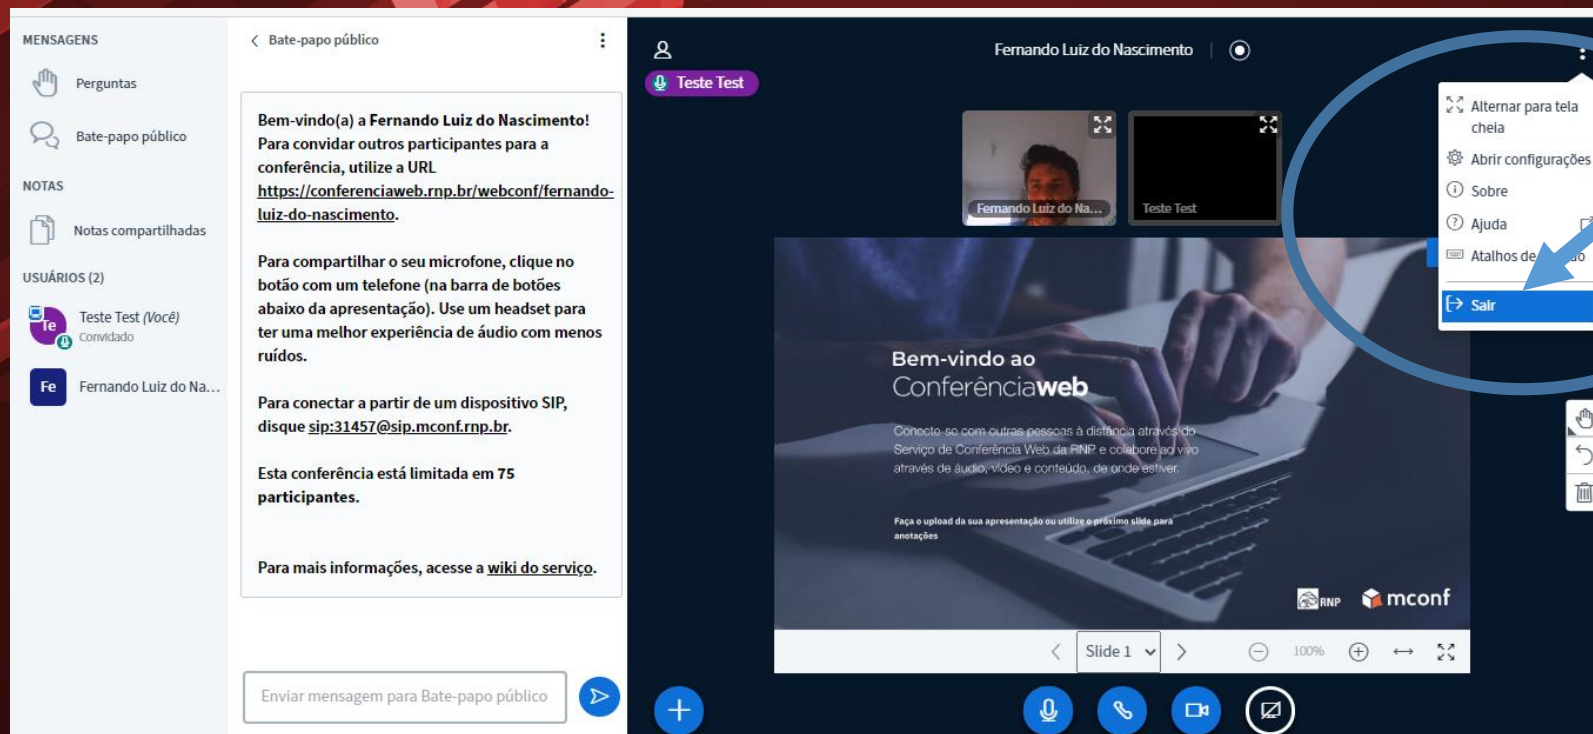 MENSAGENS
Perguntas
Bate-papo público
NOTAS
Notas compartilhadas
USUÁRIOS (2)
Te
Teste Test (Você)
Convidado
Fe
Fernando Luiz do Na...
Bate-papo público
Bem-vindo(a) a Fernando Luiz do Nascimento!
Para convidar outros participantes para a
conferência, utilize a URL
https://conferenciaweb.rnp.br/webconf/fernando-
luiz-do-nascimento.
Para compartilhar o seu microfone, clique no
botão com um telefone (na barra de botões
abaixo da apresentação). Use um headset para
ter uma melhor experiência de áudio com menos
ruídos.
Para conectar a partir de um dispositivo SIP,
disque sip:31457@sip.mconf.rnp.br.
Esta conferência está limitada em 75
participantes.
Para mais informações, acesse a wiki do serviço.
Enviar mensagem para Bate-papo público
Fernando Luiz do Nascimento
Teste Test
Fernando Luiz do Na...
Teste Test
Alternar para tela
cheia
Abrir configurações
Sobre
Ajuda
Atalhos de
Sair
Bem-vindo ao
Conferênciaweb
Conecte-se com outras pessoas à distância através do
Serviço de Conferência Web da RNP e colabore ao vivo
através de áudio, vídeo e conteúdo, de onde estiver.
Faça o upload da sua apresentação ou utilize o próximo slide para
anotações
RNP
mconf
Slide 1
100%